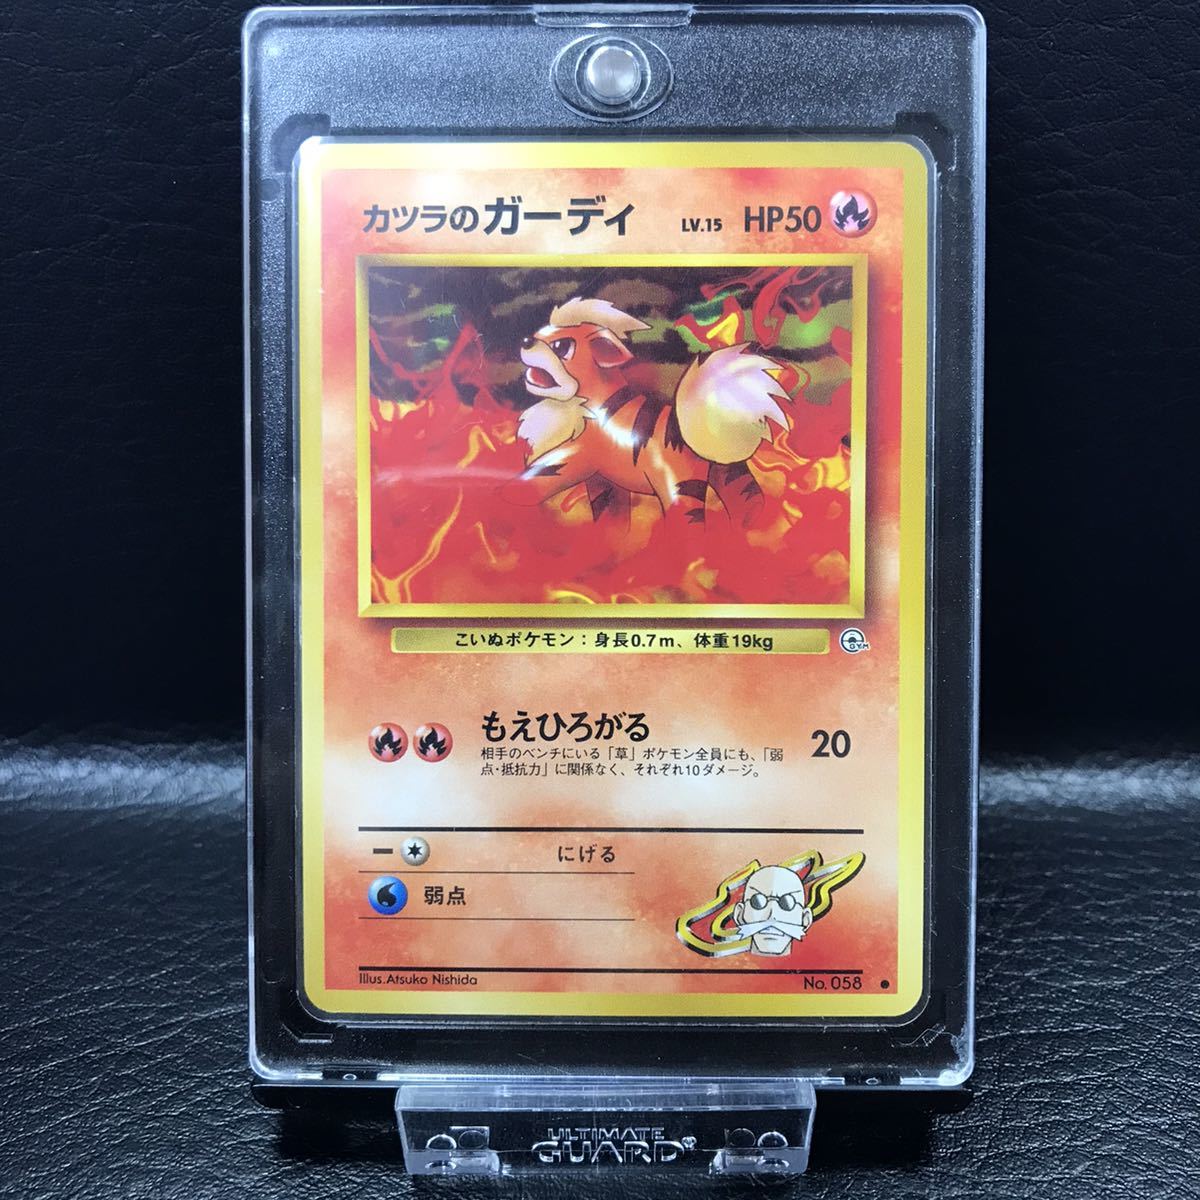 カツラのガーディ LV.15 HP50
こいぬポケモン：身長0.7m、体重19kg
GYM
もえひろがる 20
相手のベンチにいる「草」ポケモン全員にも、「弱
点・抵抗力」に関係なく、それぞれ10ダメージ。
ー にげる
弱点
Illus.Atsuko Nishida No. 058
ULTIMATE
GUARD®